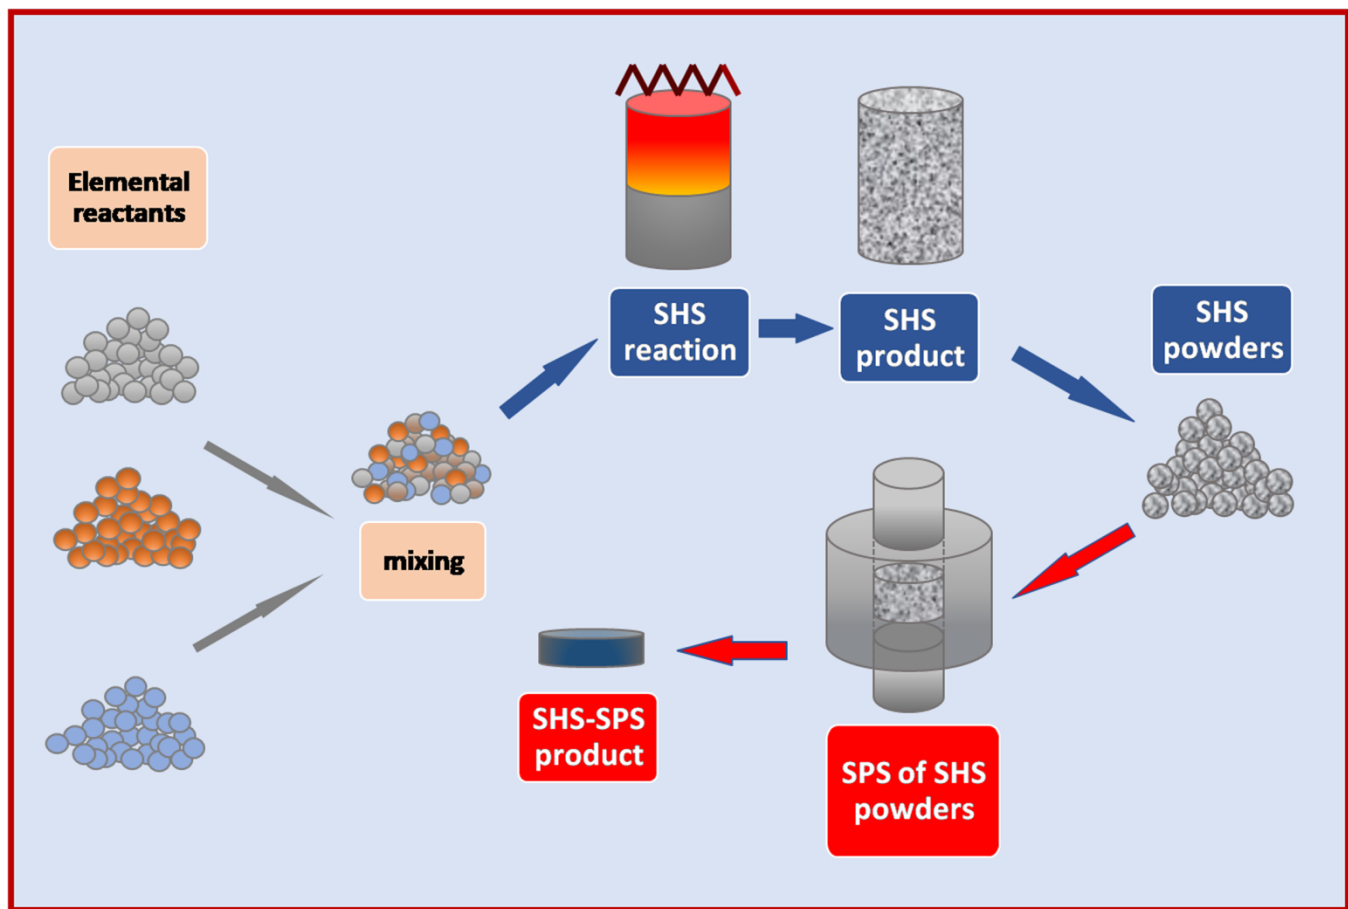 Elemental
reactants
mixing
SHS
reaction
SHS
product
SHS
powders
SPS of SHS
powders
SHS-SPS
product